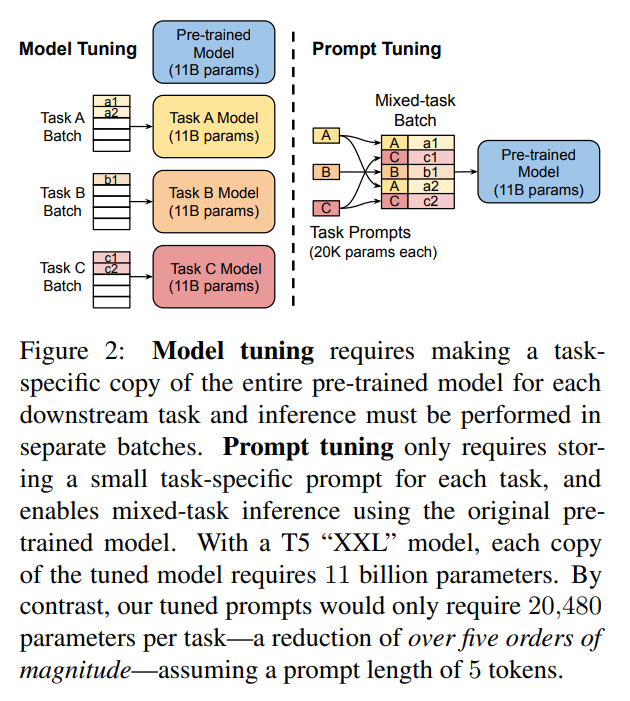 Model Tuning
Pre-trained
Model
(11B params)
Task A
Batch
a1
a2
Task A Model
(11B params)
Task B
Batch
b1
Task B Model
(11B params)
Task C
Batch
c1
c2
Task C Model
(11B params)
Prompt Tuning
Mixed-task
Batch
A
B
C
A a1
C c1
B b1
A a2
C c2
Task Prompts
(20K params each)
Pre-trained
Model
(11B params)
Figure 2: Model tuning requires making a task-
specific copy of the entire pre-trained model for each
downstream task and inference must be performed in
separate batches. Prompt tuning only requires stor-
ing a small task-specific prompt for each task, and
enables mixed-task inference using the original pre-
trained model. With a T5 “XXL” model, each copy
of the tuned model requires 11 billion parameters. By
contrast, our tuned prompts would only require 20,480
parameters per task—a reduction of over five orders of
magnitude—assuming a prompt length of 5 tokens.